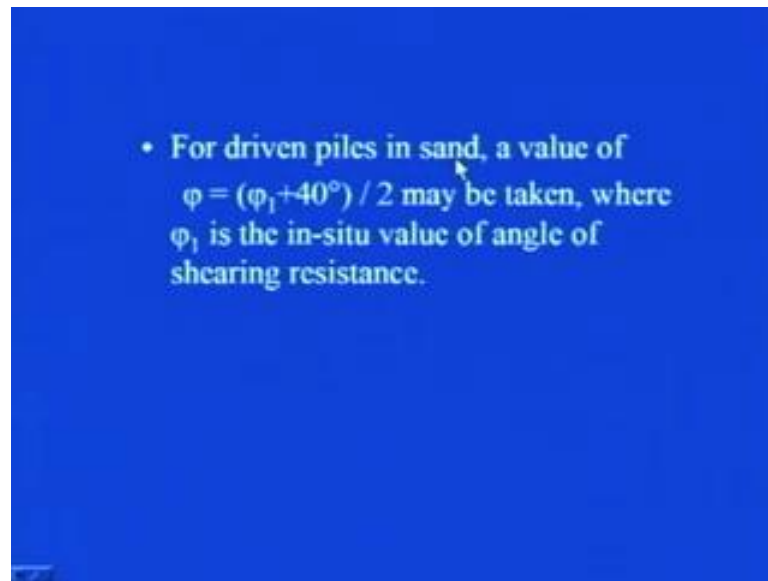 • For driven piles in sand, a value of
φ = (φ₁+40°) / 2 may be taken, where
φ₁ is the in-situ value of angle of
shearing resistance.